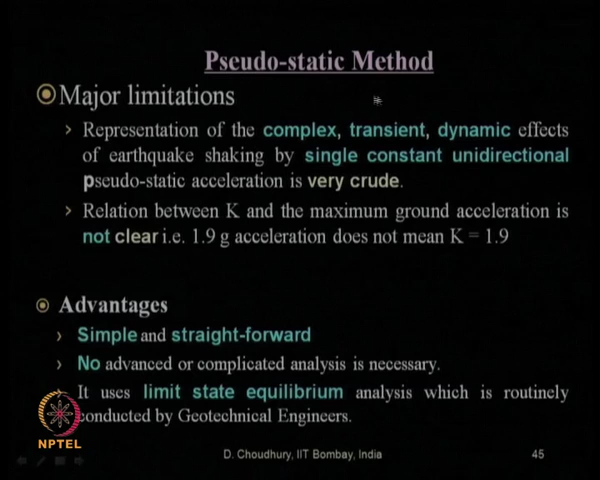 Pseudo-static Method
Major limitations
Representation of the complex, transient, dynamic effects
of earthquake shaking by single constant unidirectional
pseudo-static acceleration is very crude.
Relation between K and the maximum ground acceleration is
not clear i.e. 1.9 g acceleration does not mean K = 1.9
Advantages
Simple and straight-forward
No advanced or complicated analysis is necessary.
It uses limit state equilibrium analysis which is routinely
conducted by Geotechnical Engineers.
NPTEL
D. Choudhury, IIT Bombay, India 45